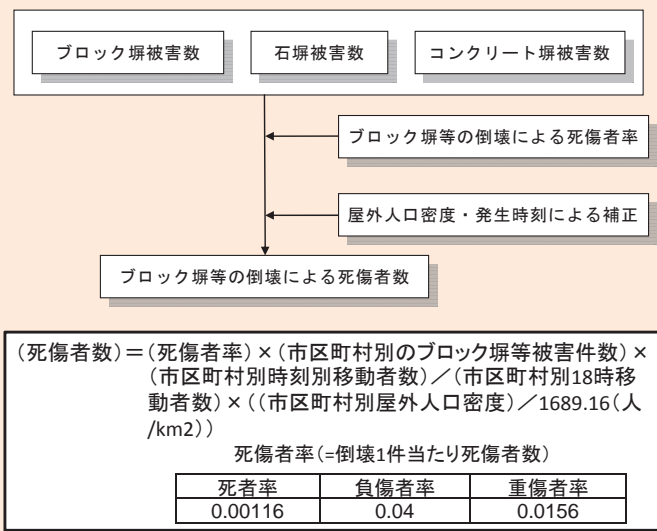 ブロック塀被害数
石塀被害数
コンクリート塀被害数
ブロック塀等の倒壊による死傷者率
屋外人口密度・発生時刻による補正
ブロック塀等の倒壊による死傷者数
(死傷者数)=(死傷者率)×(市区町村別のブロック塀等被害件数)×
(市区町村別時刻別移動者数)/(市区町村別18時移
動者数)×((市区町村別屋外人口密度)/1689.16(人
/km2))
死傷者率(=倒壊1件当たり死傷者数)
死者率 負傷者率 重傷者率
0.00116 0.04 0.0156